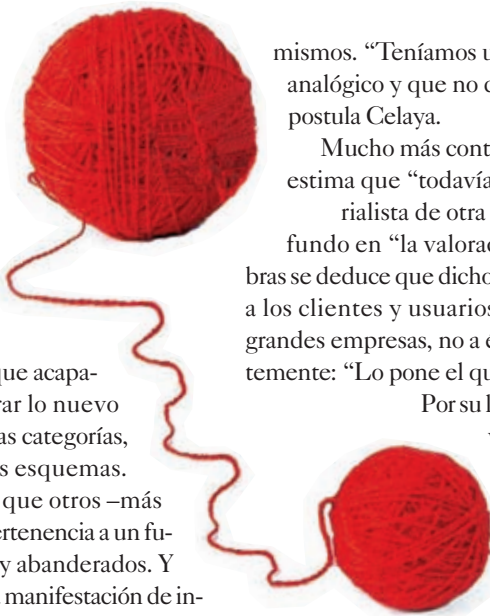 que acapa-
rar lo nuevo
as categorías,
s esquemas.
que otros –más
ertenencia a un fu-
y abanderados. Y
manifestación de in-
mismos. “Teníamos u
analógico y que no
postula Celaya.
Mucho más cont
estima que “todavía
rialista de otra
fundo en “la valorac
bras se deduce que dicho
a los clientes y usuarios
grandes empresas, no a e
temente: “Lo pone el qu
Por su l